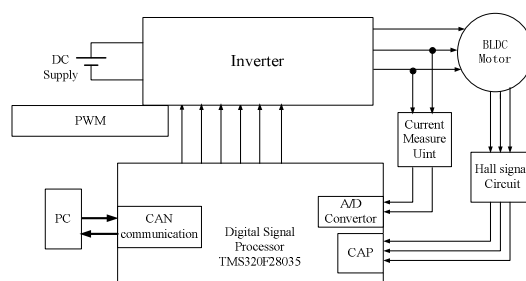 DC
Supply
Inverter
BLDC
Motor
PWM
Current
Measure
Uint
Hall signal
Circuit
PC
CAN
communication
Digital Signal
Processor
TMS320F28035
A/D
Convertor
CAP